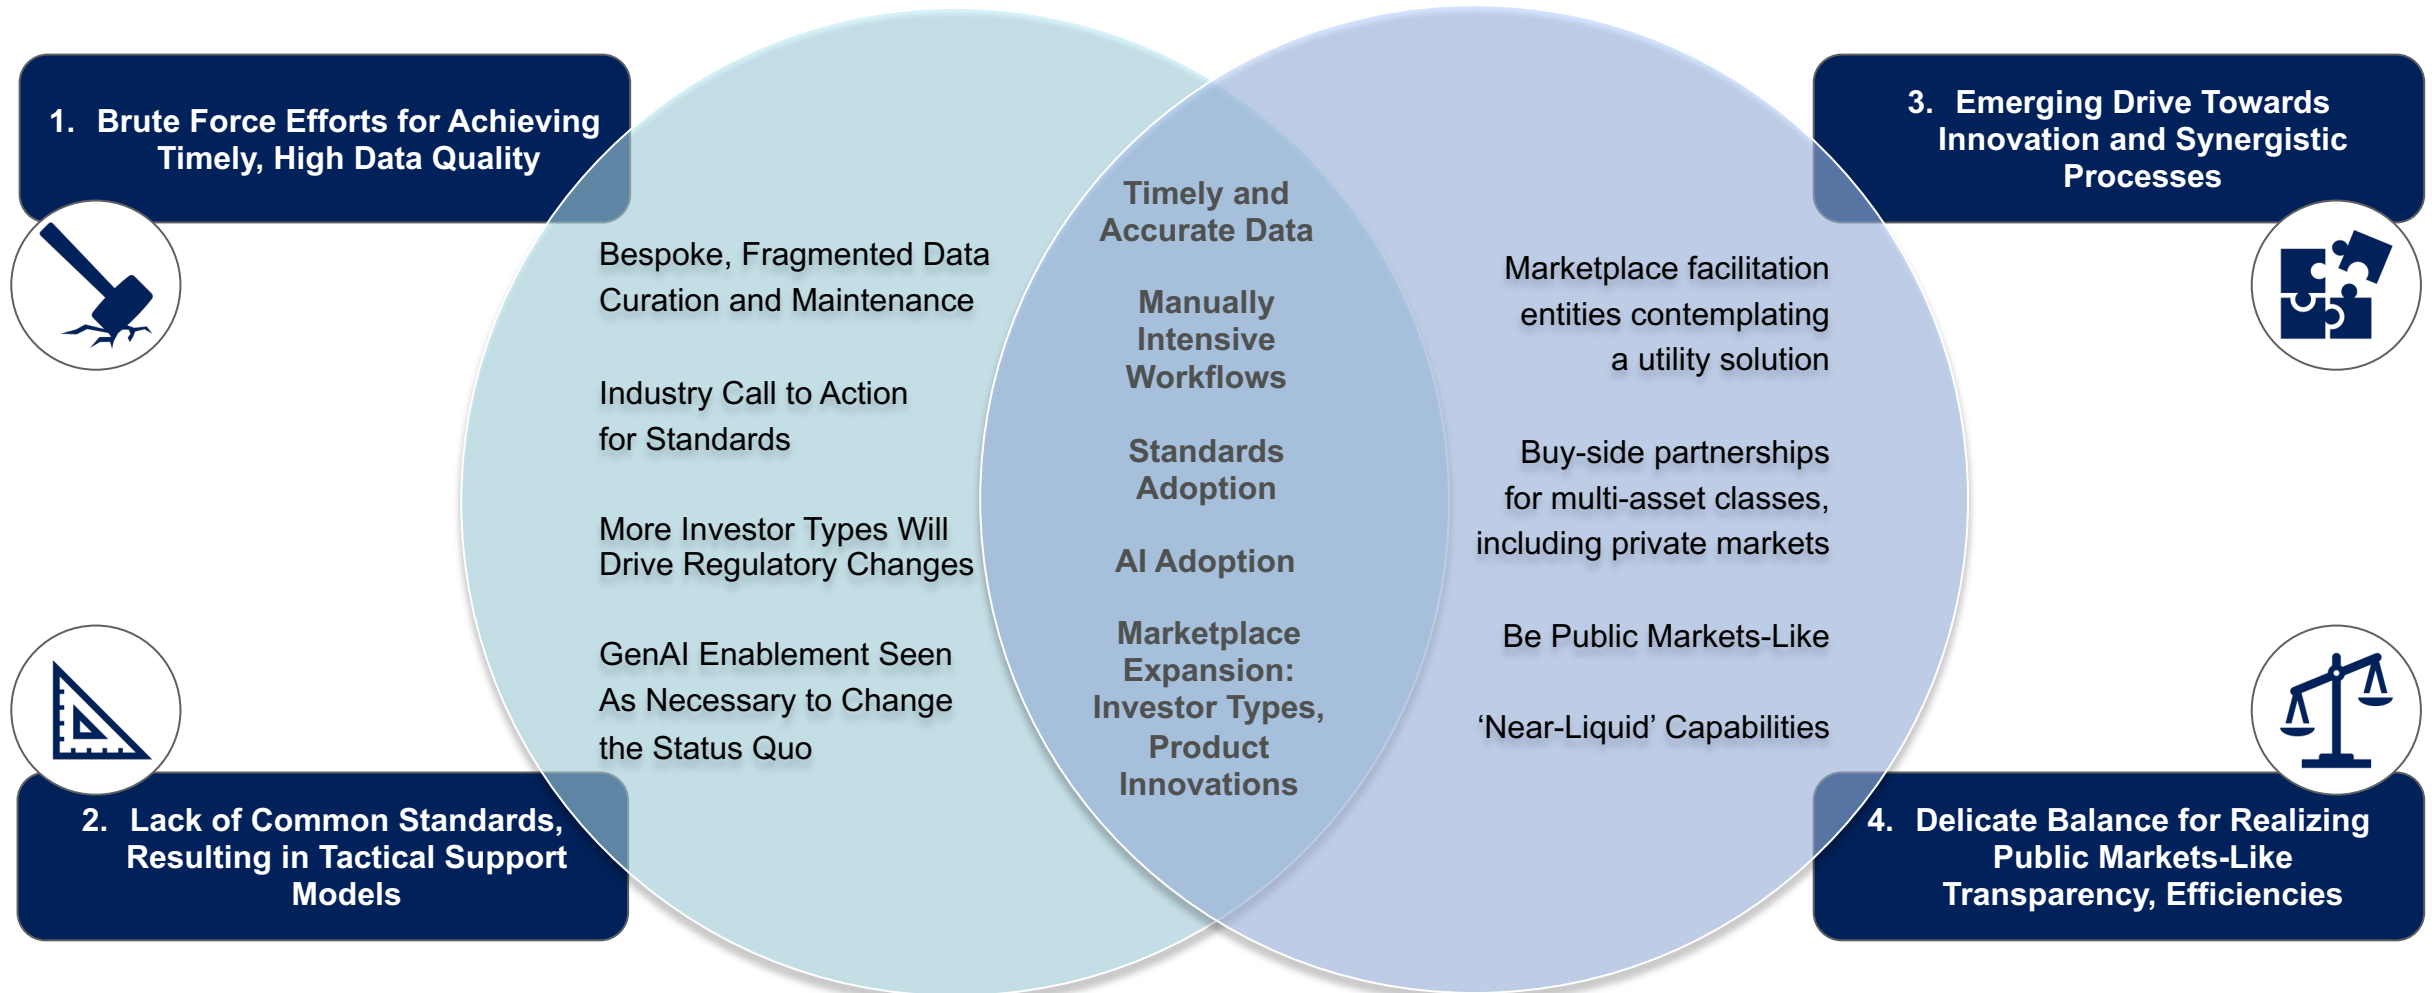 1. Brute Force Efforts for Achieving
Timely, High Data Quality
2. Lack of Common Standards,
Resulting in Tactical Support
Models
Bespoke, Fragmented Data
Curation and Maintenance
Industry Call to Action
for Standards
More Investor Types Will
Drive Regulatory Changes
GenAI Enablement Seen
As Necessary to Change
the Status Quo
Timely and
Accurate Data
Manually
Intensive
Workflows
Standards
Adoption
AI Adoption
Marketplace
Expansion:
Investor Types,
Product
Innovations
Marketplace facilitation
entities contemplating
a utility solution
Buy-side partnerships
for multi-asset classes,
including private markets
Be Public Markets-Like
‘Near-Liquid’ Capabilities
3. Emerging Drive Towards
Innovation and Synergistic
Processes
4. Delicate Balance for Realizing
Public Markets-Like
Transparency, Efficiencies